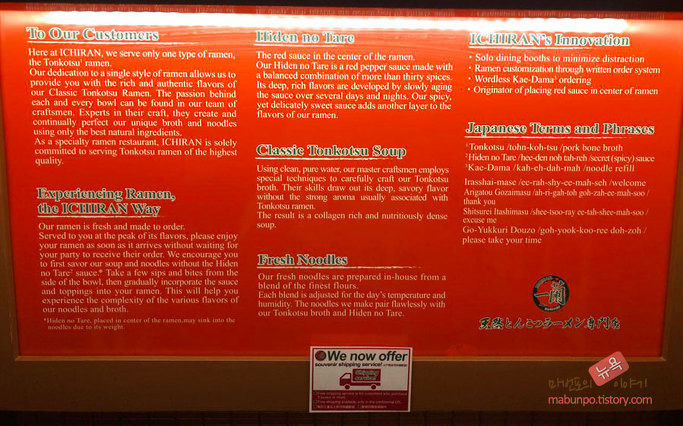 To Our Customers
Here at ICHIRAN, we serve only one type of ramen,
the Tonkotsu¹ ramen.
Our dedication to a single style of ramen allows us to
provide you with the rich and authentic flavors of
our Classic Tonkotsu Ramen. The passion behind
each and every bowl can be found in our team of
craftsmen. Experts in their craft, they create and
continually perfect our unique broth and noodles
using only the best natural ingredients.
As a specialty ramen restaurant, ICHIRAN is solely
committed to serving Tonkotsu ramen of the highest
quality.
Experiencing Ramen,
the ICHIRAN Way
Our ramen is fresh and made to order.
Served to you at the peak of its flavors, please enjoy
your ramen as soon as it arrives without waiting for
your party to receive their order. We encourage you
to first savor our soup and noodles without the Hiden
no Tare² sauce.* Take a few sips and bites from the
side of the bowl, then gradually incorporate the sauce
and toppings into your ramen. This will help you
experience the complexity of the various flavors of
our noodles and broth.
*Hiden no Tare, placed in center of the ramen,may sink into the
noodles due to its weight.
Hiden no Tare
The red sauce in the center of the ramen.
Our Hiden no Tare is a red pepper sauce made with
a balanced combination of more than thirty spices.
Its deep, rich flavors are developed by slowly aging
the sauce over several days and nights. Our spicy,
yet delicately sweet sauce adds another layer to the
flavors of our ramen.
Classic Tonkotsu Soup
Using clean, pure water, our master craftsmen employs
special techniques to carefully craft our Tonkotsu
broth. Their skills draw out its deep, savory flavor
without the strong aroma usually associated with
Tonkotsu ramen.
The result is a collagen rich and nutritiously dense
soup.
Fresh Noodles
Our fresh noodles are prepared in-house from a
blend of the finest flours.
Each blend is adjusted for the day's temperature and
humidity. The noodles we make pair flawlessly with
our Tonkotsu broth and Hiden no Tare.
ICHIRAN's Innovation
· Solo dining booths to minimize distraction
· Ramen customization through written order system
· Wordless Kae-Dama³ ordering
· Originator of placing red sauce in center of ramen
Japanese Terms and Phrases
¹Tonkotsu /tohn-koh-tsu /pork bone broth
²Hiden no Tare /hee-den noh tah-reh /secret (spicy) sauce
³Kae-Dama /kah-eh-dah-mah /noodle refill
Irasshai-mase /ee-rah-shy-ee-mah-seh /welcome
Arigatou Gozaimasu /ah-ri-gah-toh goh-zah-ee-mah-soo /
thank you
Shitsurei Itashimasu /shee-tsoo-ray ee-tah-shee-mah-soo /
excuse me
Go-Yukkuri Douzo /goh-yook-koo-ree doh-zoh /
please take your time
一蘭
天然とんこつラーメン専門店
We now offer
souvenir shipping service!
shipping
service!
마번포의 뉴욕 이야기
mabunpo.tistory.com